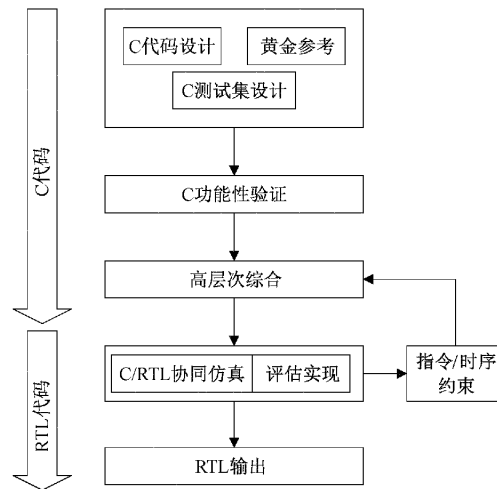 C代码设计
黄金参考
C测试集设计
C功能性验证
高层次综合
C/RTL协同仿真
评估实现
指令/时序
约束
RTL输出
C代码
RTL代码